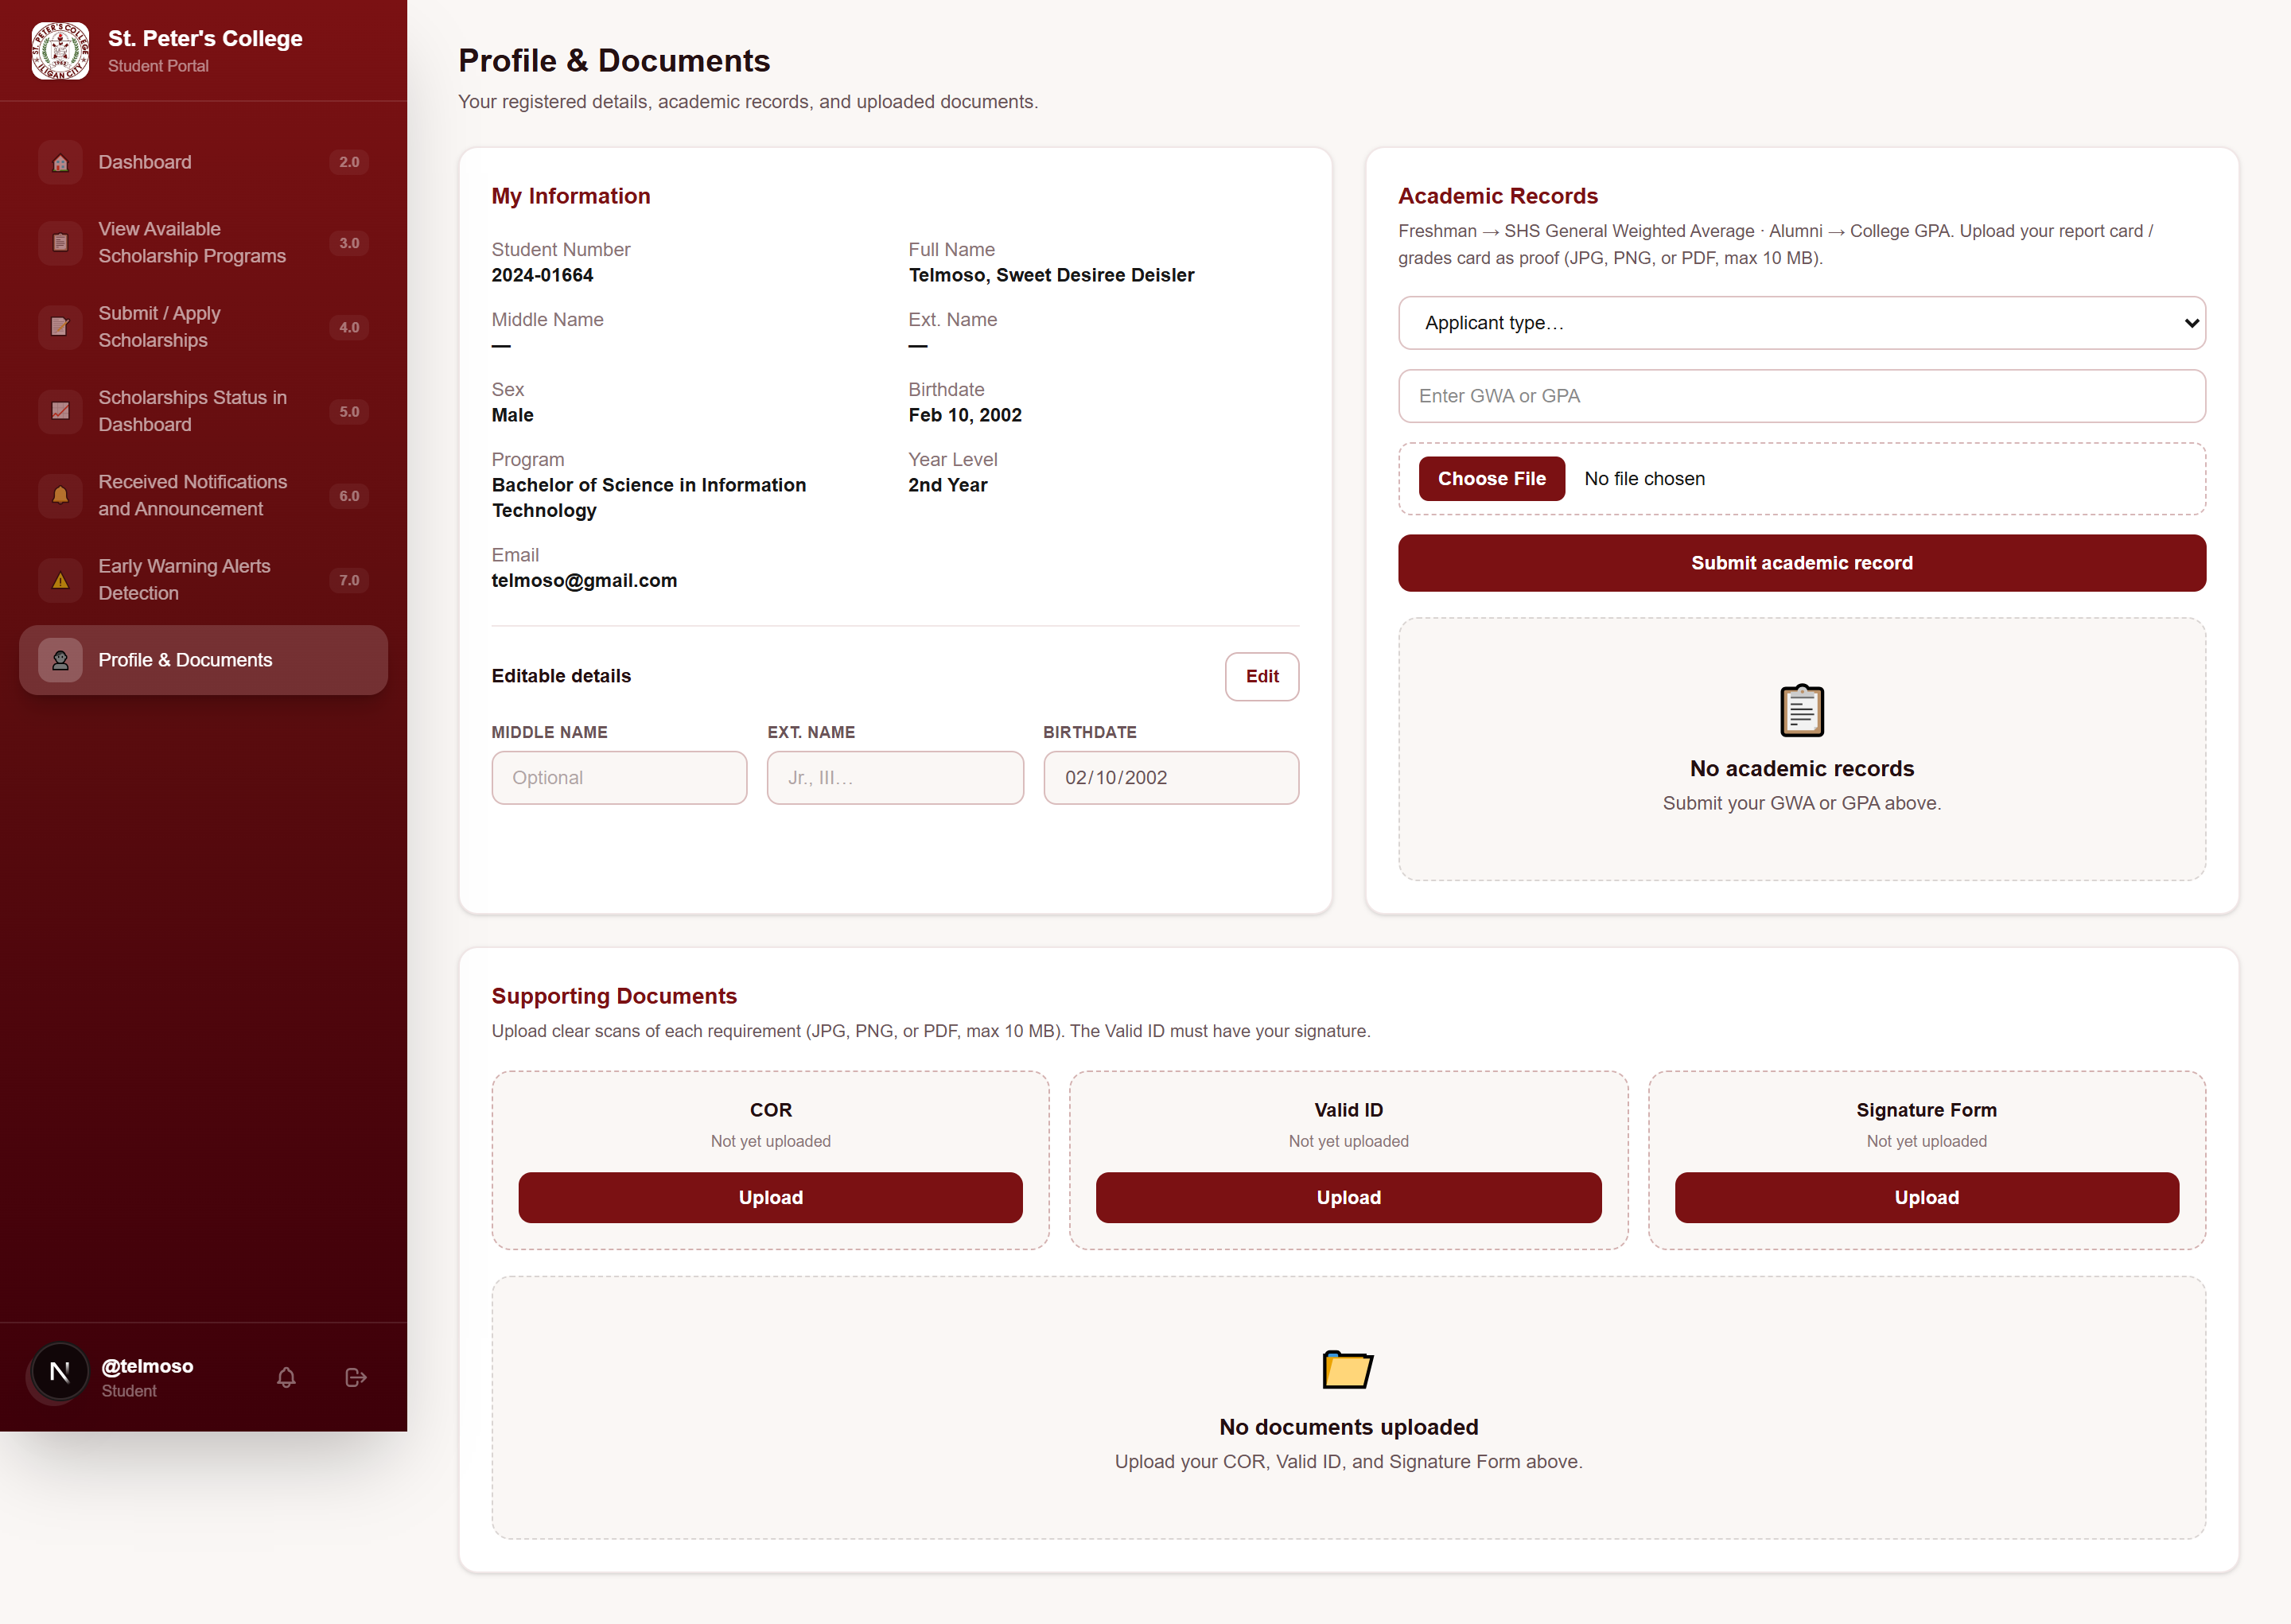 St. Peter's College
Student Portal
Dashboard
2.0
View Available
Scholarship Programs
3.0
Submit / Apply
Scholarships
4.0
Scholarships Status in
Dashboard
5.0
Received Notifications
and Announcement
6.0
Early Warning Alerts
Detection
7.0
Profile & Documents
@telmoso
Student
Profile & Documents
Your registered details, academic records, and uploaded documents.
My Information
Student Number
2024-01664
Full Name
Telmoso, Sweet Desiree Deisler
Middle Name
—
Ext. Name
—
Sex
Male
Birthdate
Feb 10, 2002
Program
Bachelor of Science in Information
Technology
Year Level
2nd Year
Email
telmoso@gmail.com
Editable details
Edit
MIDDLE NAME
Optional
EXT. NAME
Jr., III…
BIRTHDATE
02/10/2002
Academic Records
Freshman → SHS General Weighted Average · Alumni → College GPA. Upload your report card /
grades card as proof (JPG, PNG, or PDF, max 10 MB).
Applicant type…
Enter GWA or GPA
Choose File No file chosen
Submit academic record
No academic records
Submit your GWA or GPA above.
Supporting Documents
Upload clear scans of each requirement (JPG, PNG, or PDF, max 10 MB). The Valid ID must have your signature.
COR
Not yet uploaded
Upload
Valid ID
Not yet uploaded
Upload
Signature Form
Not yet uploaded
Upload
No documents uploaded
Upload your COR, Valid ID, and Signature Form above.